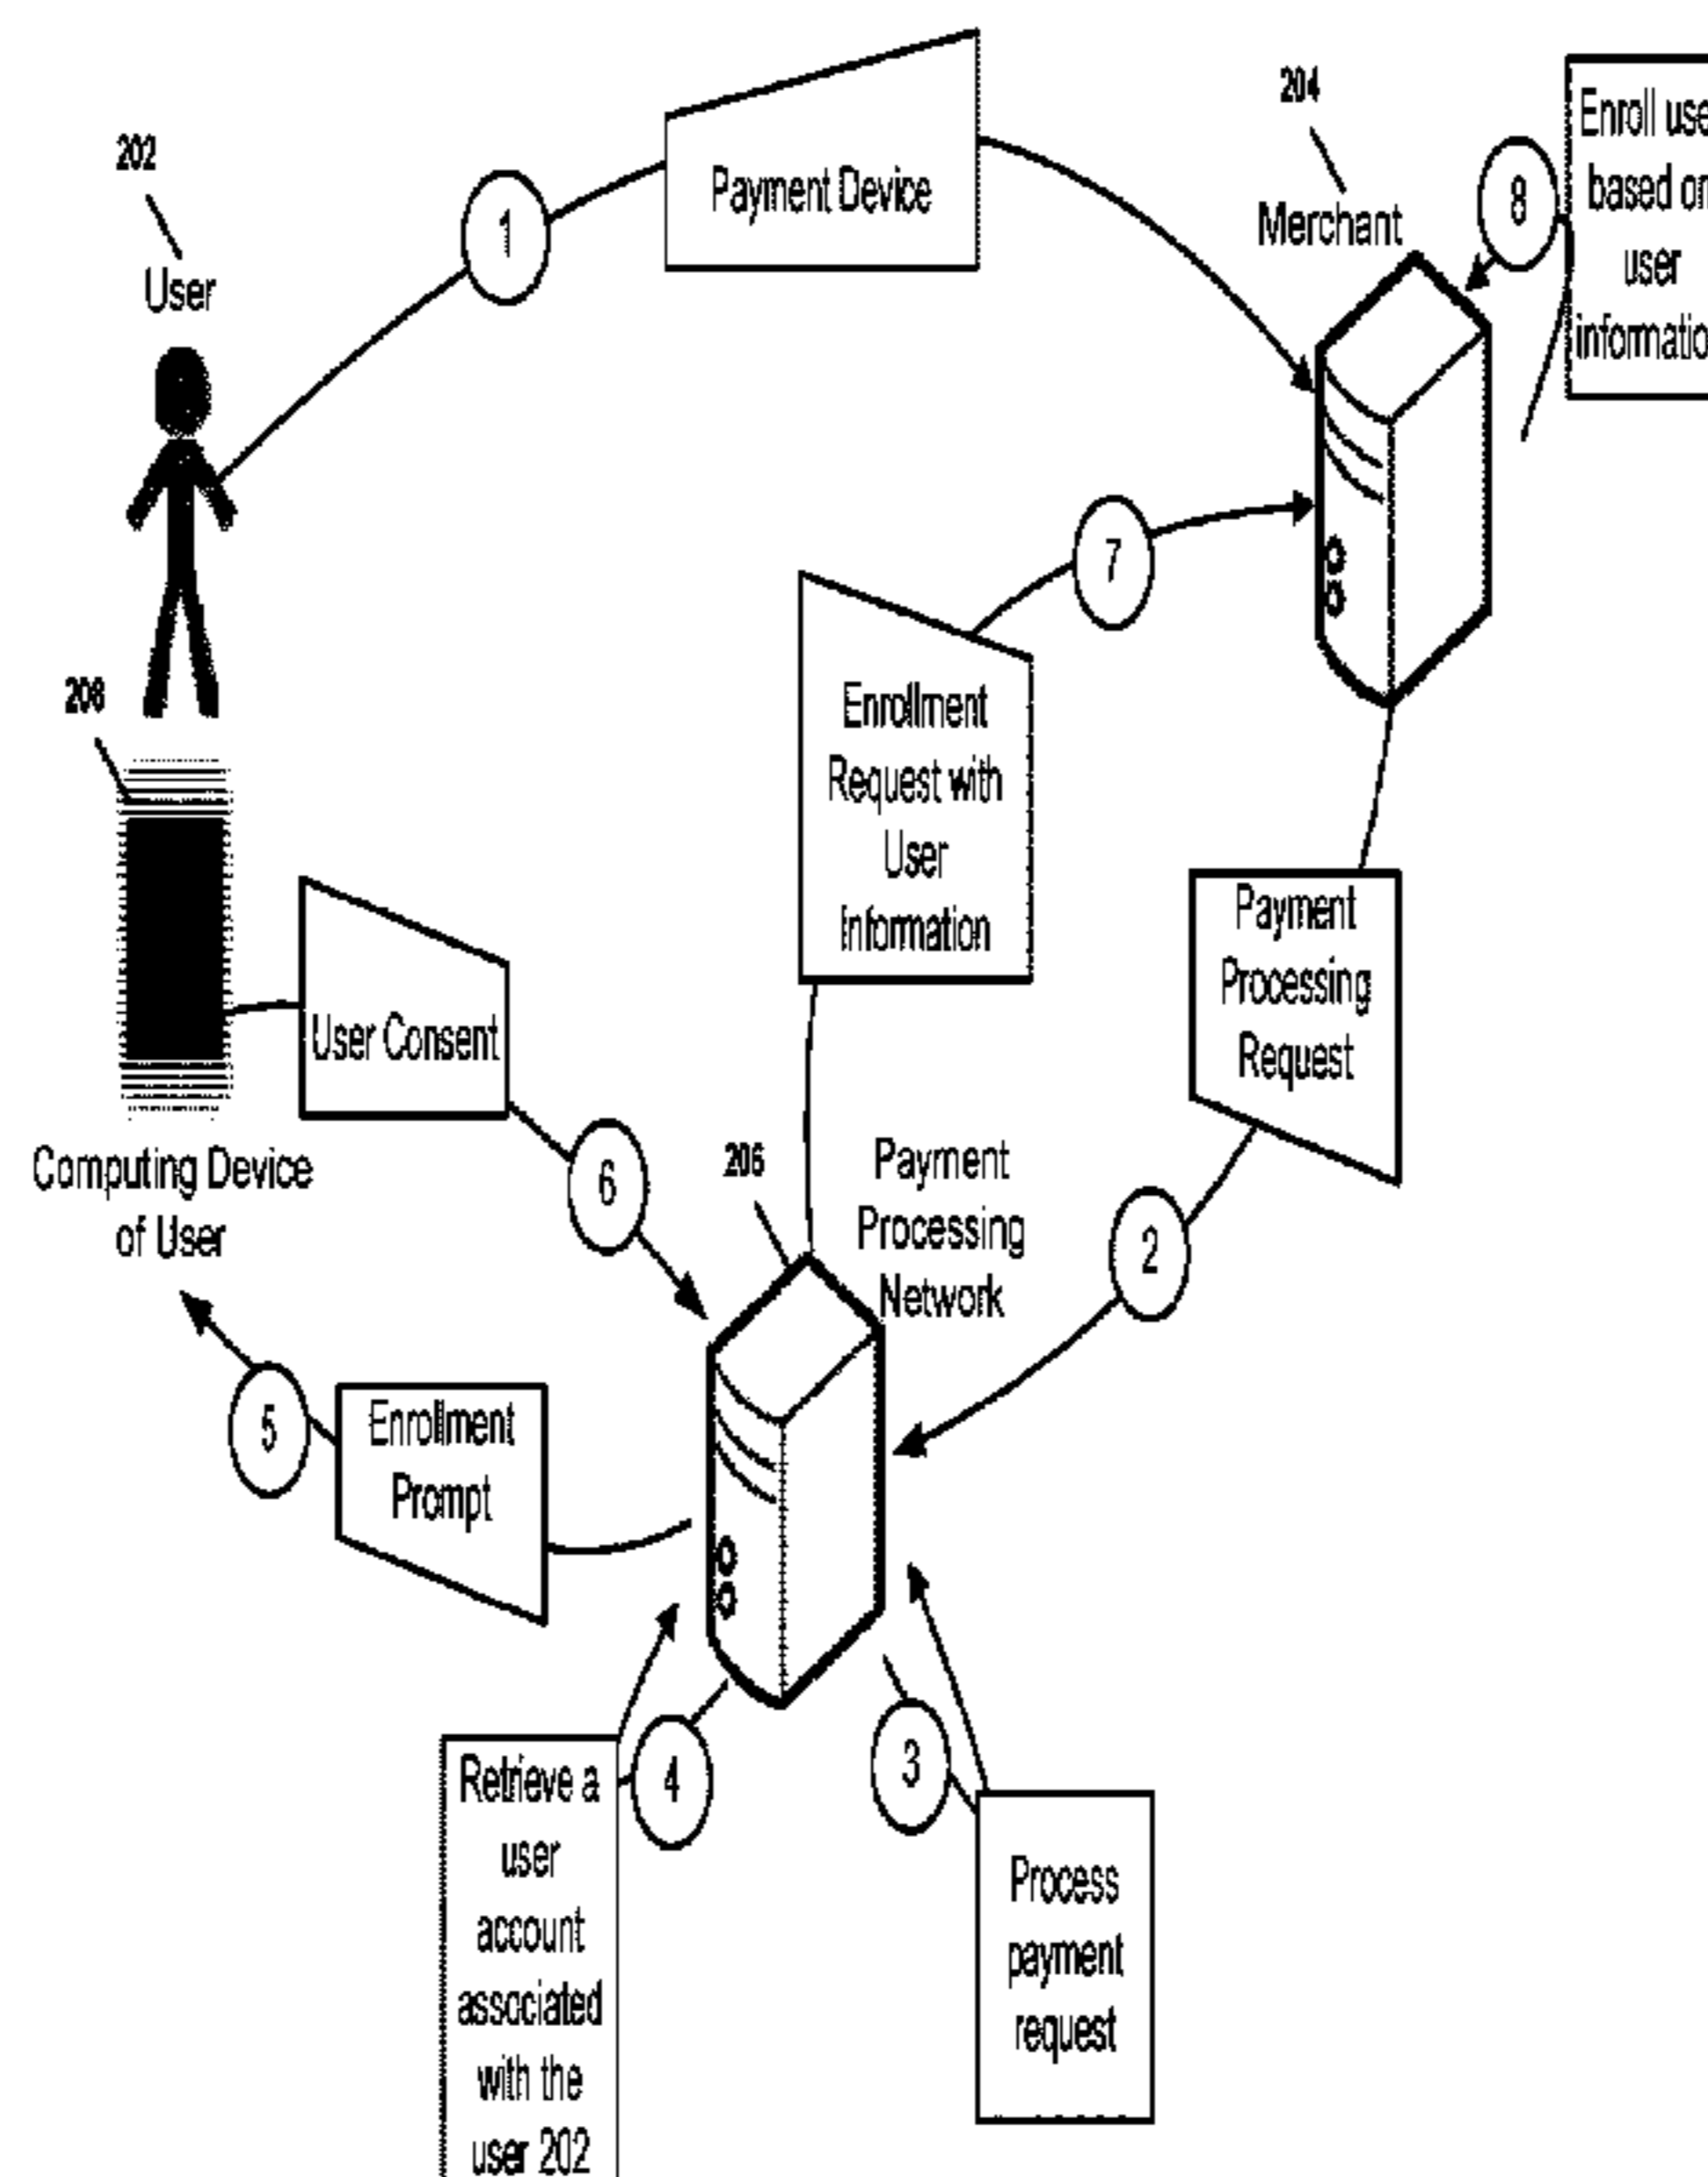 202
User
1
Payment Device
204
Merchant
8
Enroll use
based on
user
informatio
7
208
Enrollment
Request with
User
Information
Payment
Processing
Request
User Consent
Computing Device
of User
6
206
Payment
Processing
Network
2
5
Enrollment
Prompt
4
3
Retrieve a
user
account
associated
with the
user 202
Process
payment
request